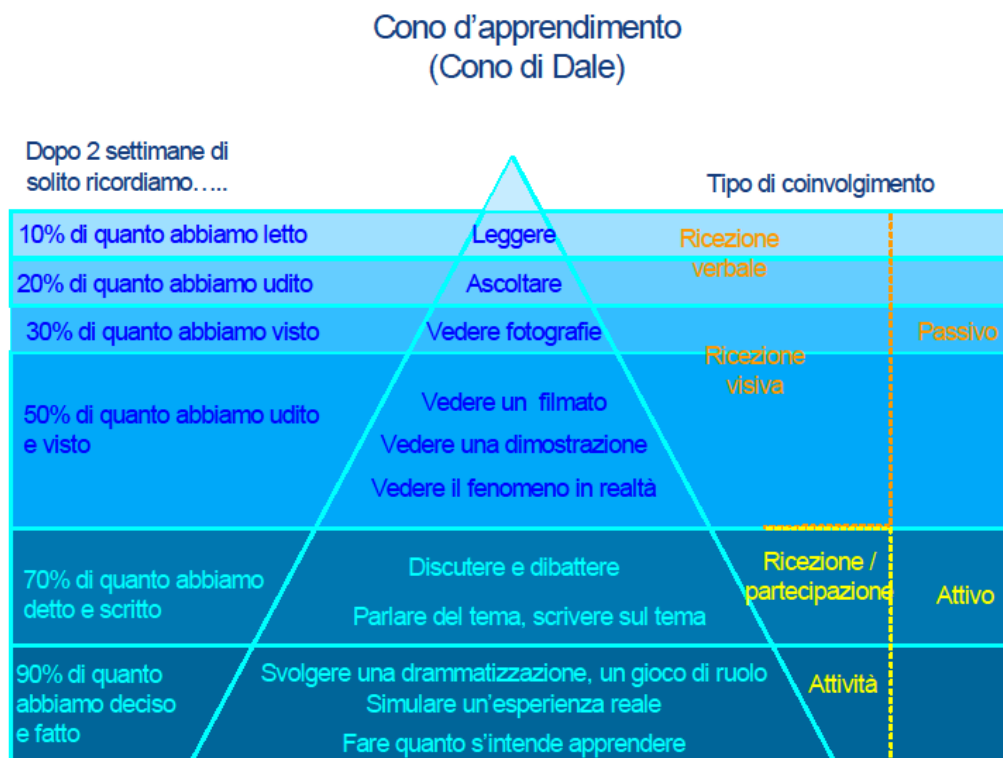 Cono d'apprendimento
(Cono di Dale)
Dopo 2 settimane di
solito ricordiamo…..
Tipo di coinvolgimento
10% di quanto abbiamo letto
Leggere
Ricezione
verbale
20% di quanto abbiamo udito
Ascoltare
30% di quanto abbiamo visto
Vedere fotografie
Passivo
Ricezione
visiva
50% di quanto abbiamo udito
e visto
Vedere un filmato
Vedere una dimostrazione
Vedere il fenomeno in realtà
70% di quanto abbiamo
detto e scritto
Discutere e dibattere
Parlare del tema, scrivere sul tema
Ricezione /
partecipazione
Attivo
90% di quanto
abbiamo deciso
e fatto
Svolgere una drammatizzazione, un gioco di ruolo
Simulare un'esperienza reale
Fare quanto s'intende apprendere
Attività